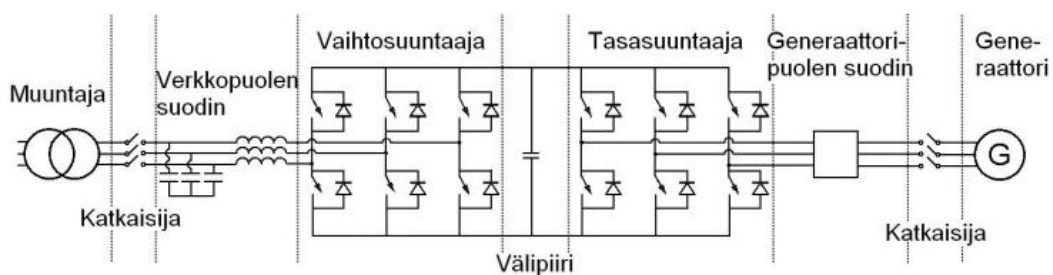 Muuntaja
Verkkopuolen
suodin
Vaihtosuuntaaja
Tasasuuntaaja
Generaattori-
puolen suodin
Gene-
raattori
G
Katkaisija
Välipiiri
Katkaisija